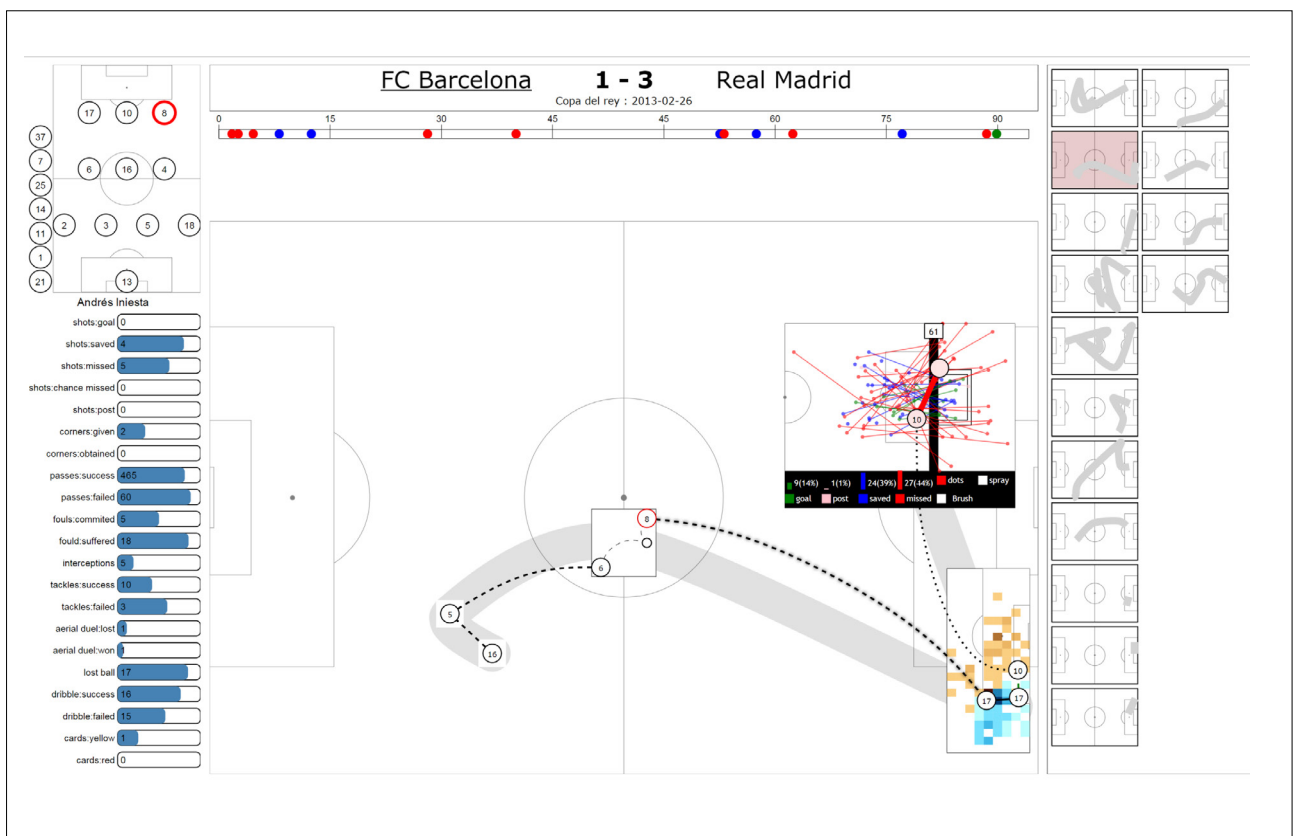 FC Barcelona 1 - 3 Real Madrid
Copa del rey : 2013-02-26
0 15 30 45 45 60 75 90
17 10 8
37
7
6 16 4
25
14
11
2 3 5 18
1
21
13
Andrés Iniesta
shots:goal 0
shots:saved 4
shots:missed 5
shots:chance missed 0
shots:post 0
corners:given 2
corners:obtained 0
passes:success 465
passes:failed 60
fouls:commited 5
fould:suffered 18
interceptions 5
tackles:success 10
tackles:failed 3
aerial duel:lost 1
aerial duel:won 1
lost ball 17
dribble:success 16
dribble:failed 15
cards:yellow 1
cards:red 0
61
10
9(14%) 1(1%) 24(39%) 27(44%) dots spray
goal post saved missed Brush
8
6
5
16
10
17 17